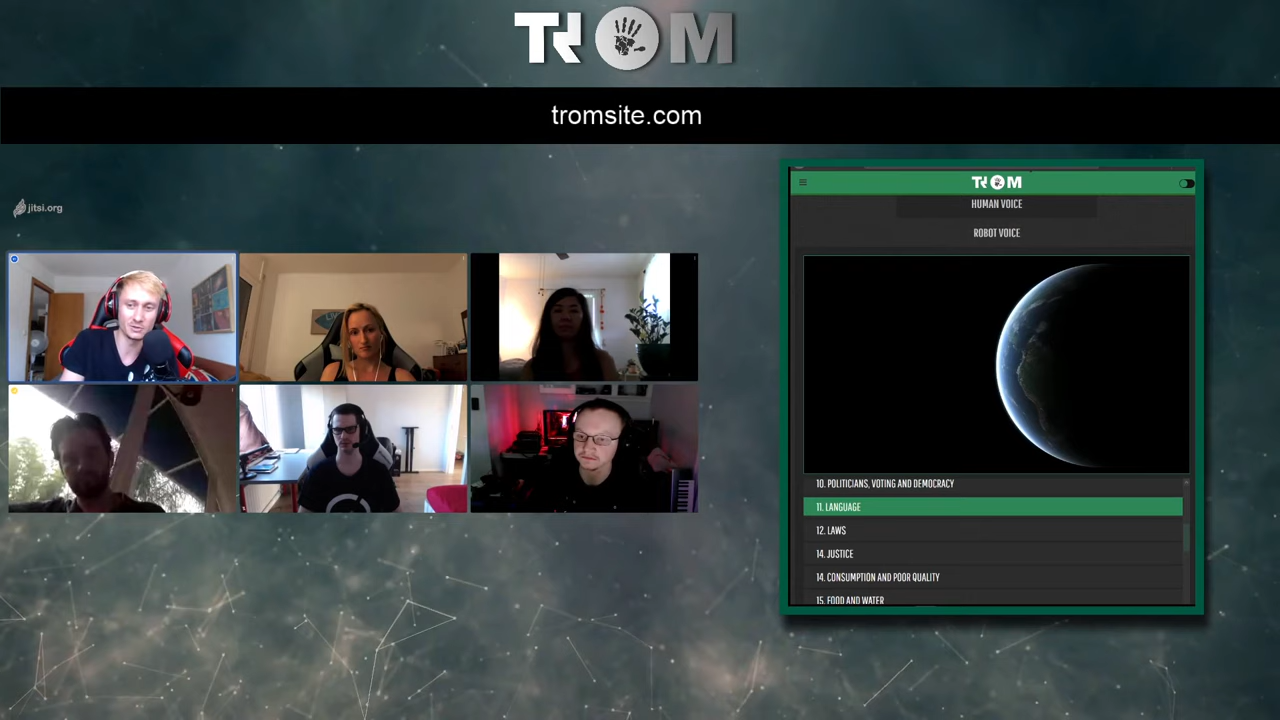 TROM
tromsite.com
jitsi.org
TROM
HUMAN VOICE
ROBOT VOICE
10. POLITICIANS, VOTING AND DEMOCRACY
11. LANGUAGE
12. LAWS
14. JUSTICE
14. CONSUMPTION AND POOR QUALITY
15. FOOD AND WATER